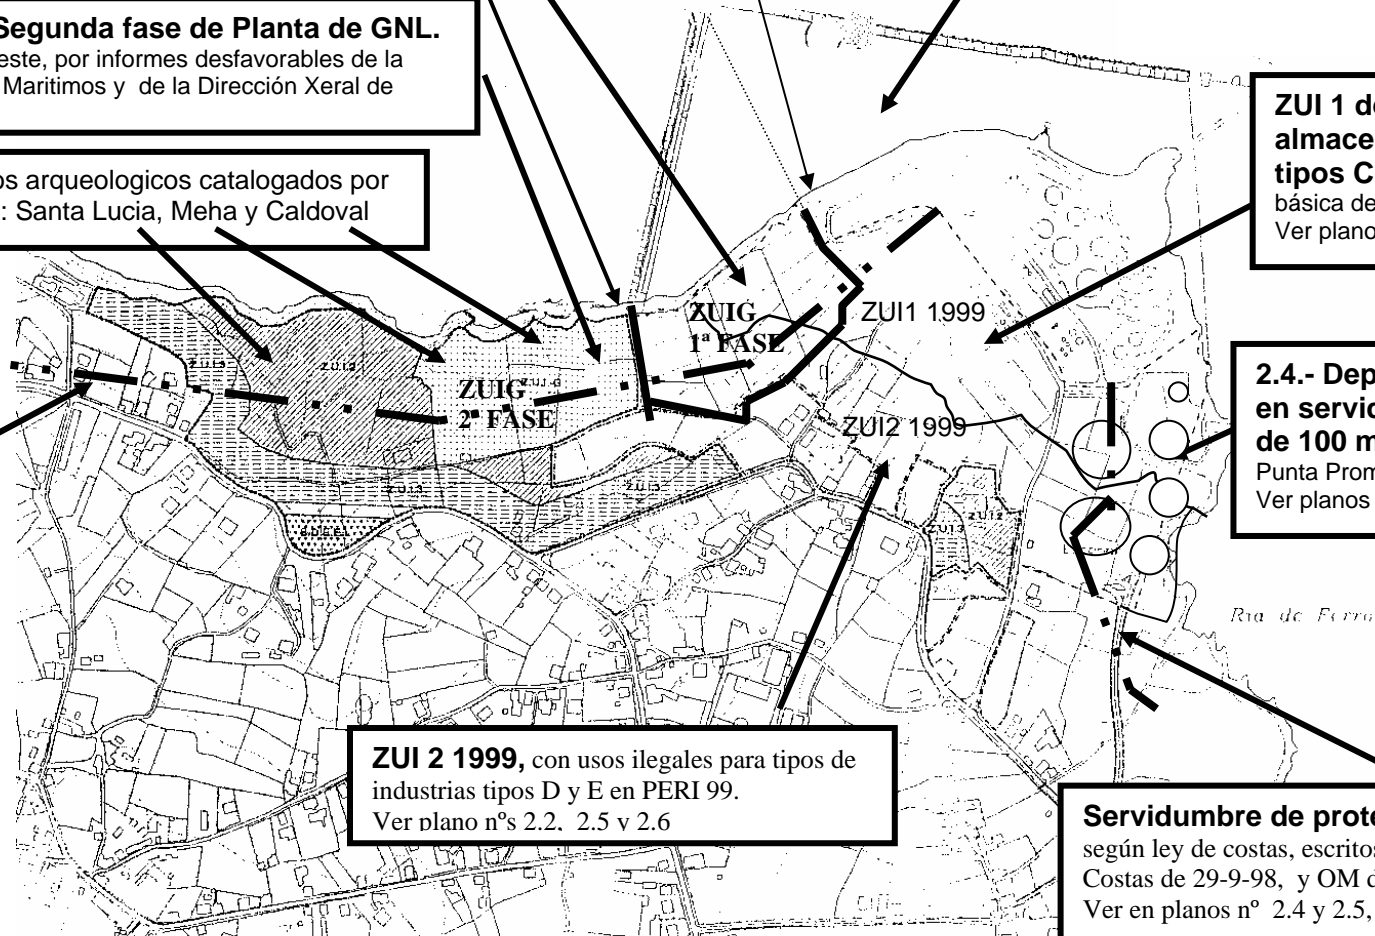 Segunda fase de Planta de GNL.
este, por informes desfavorables de la
Maritimos y de la Dirección Xeral de
os arqueologicos catalogados por
: Santa Lucia, Meha y Caldoval
ZUI 1 d
almace
tipos C
básica de
Ver plano
ZUIG
1ª FASE
ZUI1 1999
ZUI2
ZUI-G
ZUIG
2ª FASE
ZUI2 1999
2.4.- Dep
en servic
de 100 m
Punta Prom
Ver planos
ZUI3
ZUI2
Ria de Ferro
ZUI 2 1999, con usos ilegales para tipos de
industrias tipos D y E en PERI 99.
Ver plano nºs 2.2, 2.5 y 2.6
Servidumbre de prote
según ley de costas, escritos
Costas de 29-9-98, y OM d
Ver en planos nº 2.4 y 2.5,